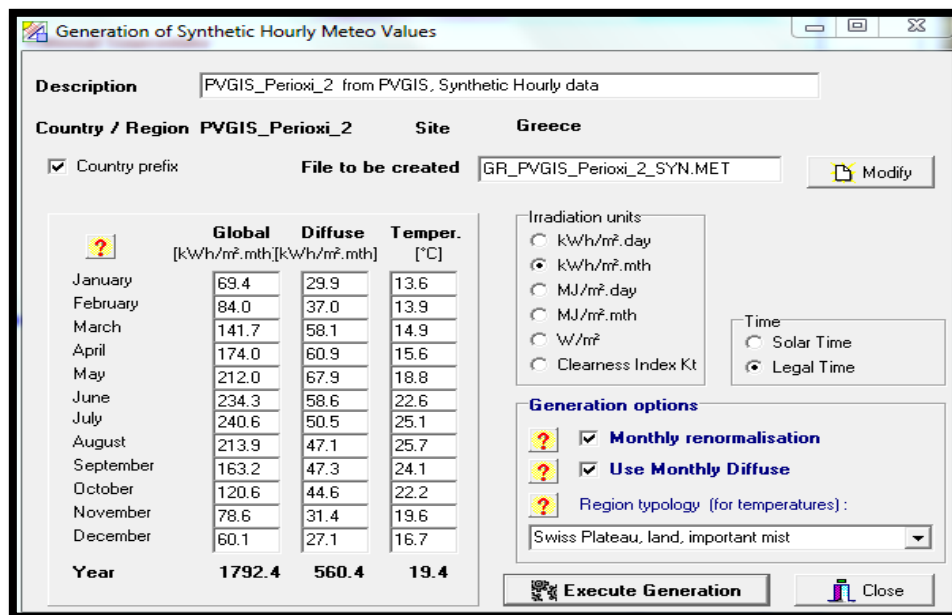 Generation of Synthetic Hourly Meteo Values
Description PVGIS_Perioxi_2 from PVGIS, Synthetic Hourly data
Country / Region PVGIS_Perioxi_2 Site Greece
Country prefix File to be created GR_PVGIS_Perioxi_2_SYN.MET Modify
Global Diffuse Temper.
? [kWh/m².mth][kWh/m².mth] [°C]
January 69.4 29.9 13.6
February 84.0 37.0 13.9
March 141.7 58.1 14.9
April 174.0 60.9 15.6
May 212.0 67.9 18.8
June 234.3 58.6 22.6
July 240.6 50.5 25.1
August 213.9 47.1 25.7
September 163.2 47.3 24.1
October 120.6 44.6 22.2
November 78.6 31.4 19.6
December 60.1 27.1 16.7
Year 1792.4 560.4 19.4
Irradiation units
kWh/m².day
kWh/m².mth
MJ/m².day
MJ/m².mth
W/m²
Clearness Index Kt
Time
Solar Time
Legal Time
Generation options
? Monthly renormalisation
? Use Monthly Diffuse
? Region typology (for temperatures) :
Swiss Plateau, land, important mist
Execute Generation Close